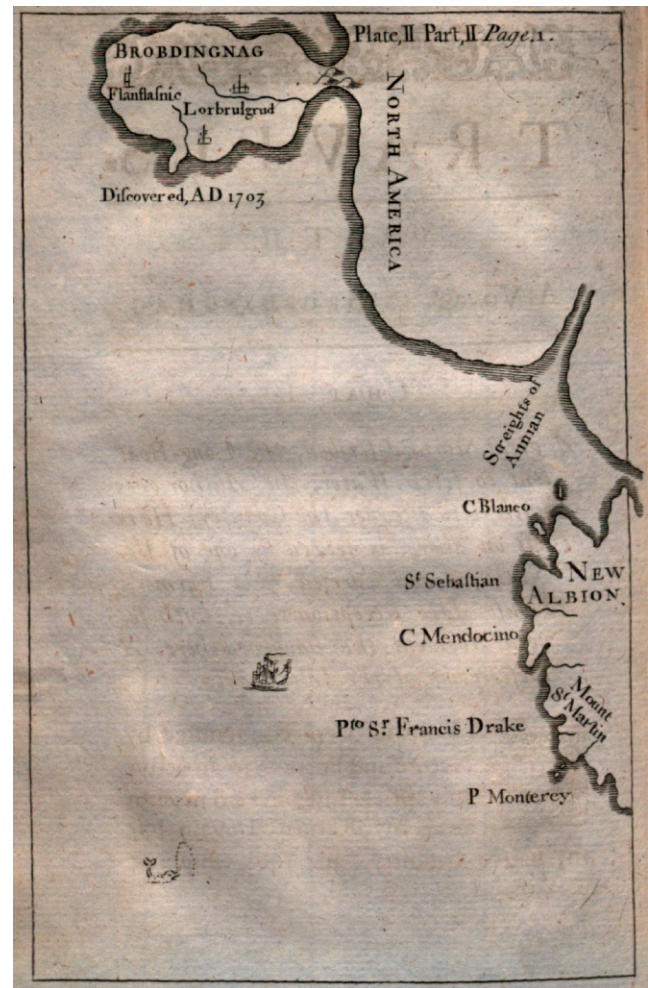 Plate, II Part, II Page. 1.
BROBDINGNAG
Flanflaſnic
Lorbrulgrud
Diſcovered, AD 1703
NORTH AMERICA
Streights of
Annian
C Blanco
St Sebaſtian
NEW
ALBION
C Mendocino
Mount
St Martin
Pto Sr Francis Drake
P Monterey